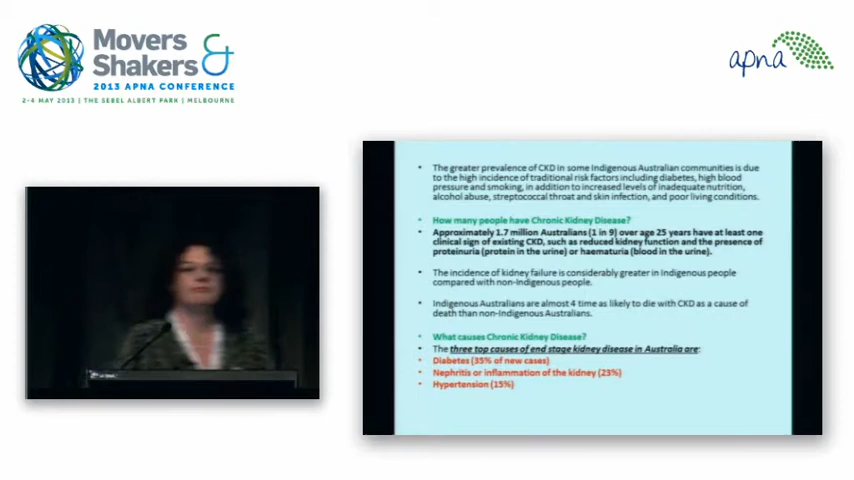 Movers
Shakers &
2013 APNA CONFERENCE
2-4 MAY 2013 | THE SEBEL ALBERT PARK | MELBOURNE
apna
• The greater prevalence of CKD in some Indigenous Australian communities is due
to the high incidence of traditional risk factors including diabetes, high blood
pressure and smoking, in addition to increased levels of inadequate nutrition,
alcohol abuse, streptococcal throat and skin infection, and poor living conditions.
• How many people have Chronic Kidney Disease?
• Approximately 1.7 million Australians (1 in 9) over age 25 years have at least one
clinical sign of existing CKD, such as reduced kidney function and the presence of
proteinuria (protein in the urine) or haematuria (blood in the urine).
• The incidence of kidney failure is considerably greater in Indigenous people
compared with non-Indigenous people.
• Indigenous Australians are almost 4 time as likely to die with CKD as a cause of
death than non-Indigenous Australians.
• What causes Chronic Kidney Disease?
• The three top causes of end stage kidney disease in Australia are:
• Diabetes (35% of new cases)
• Nephritis or inflammation of the kidney (23%)
• Hypertension (15%)